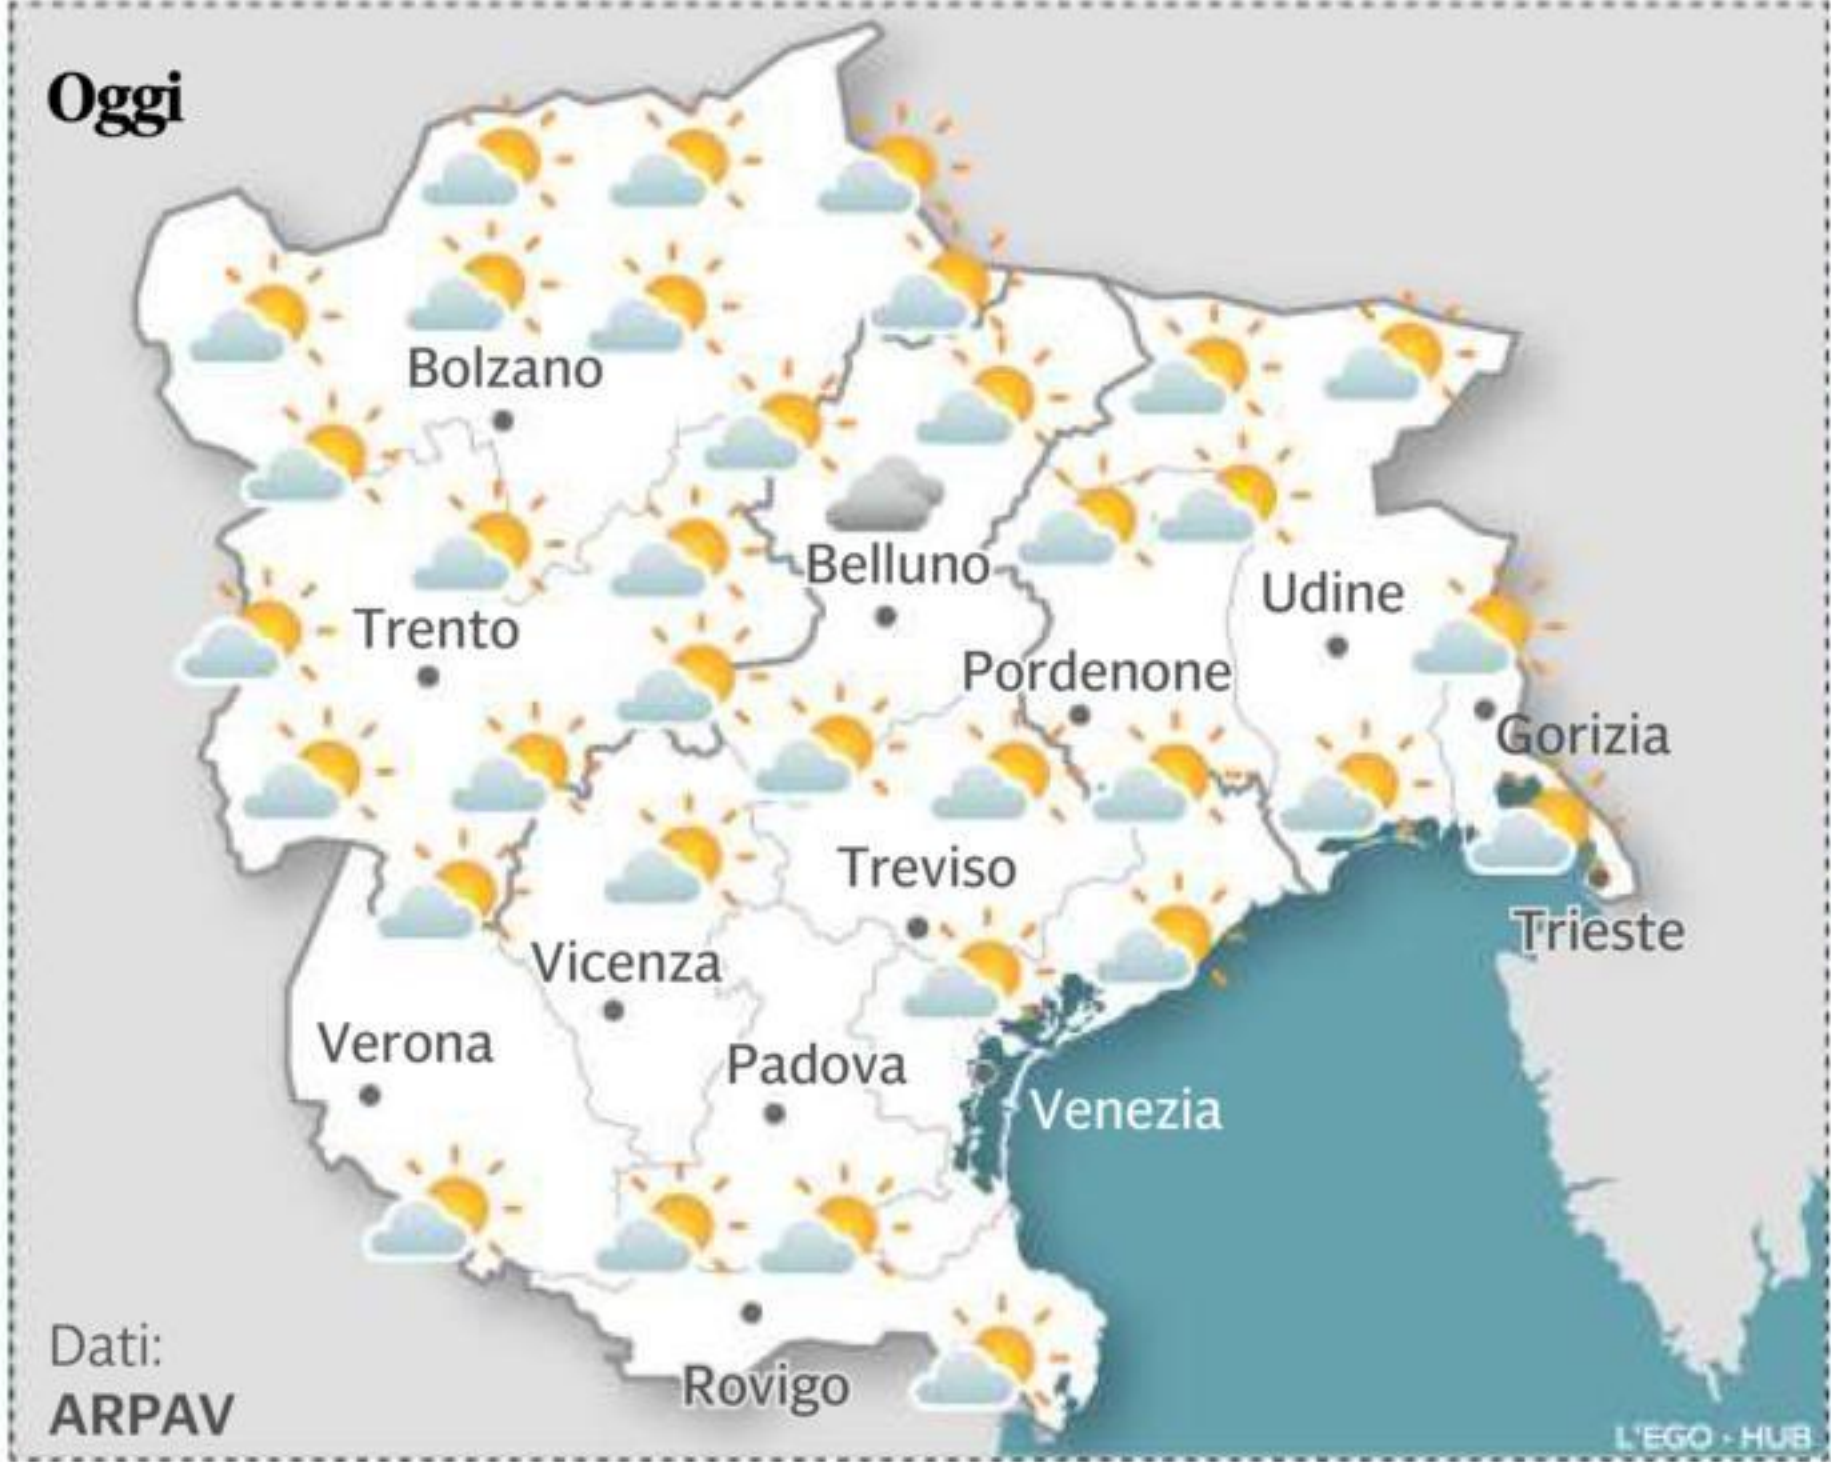 Oggi
Bolzano
Belluno
Udine
Trento
Pordenone
Gorizia
Treviso
Trieste
Vicenza
Verona
Padova
Venezia
Rovigo
Dati:
ARPAV
L'EGO - HUB